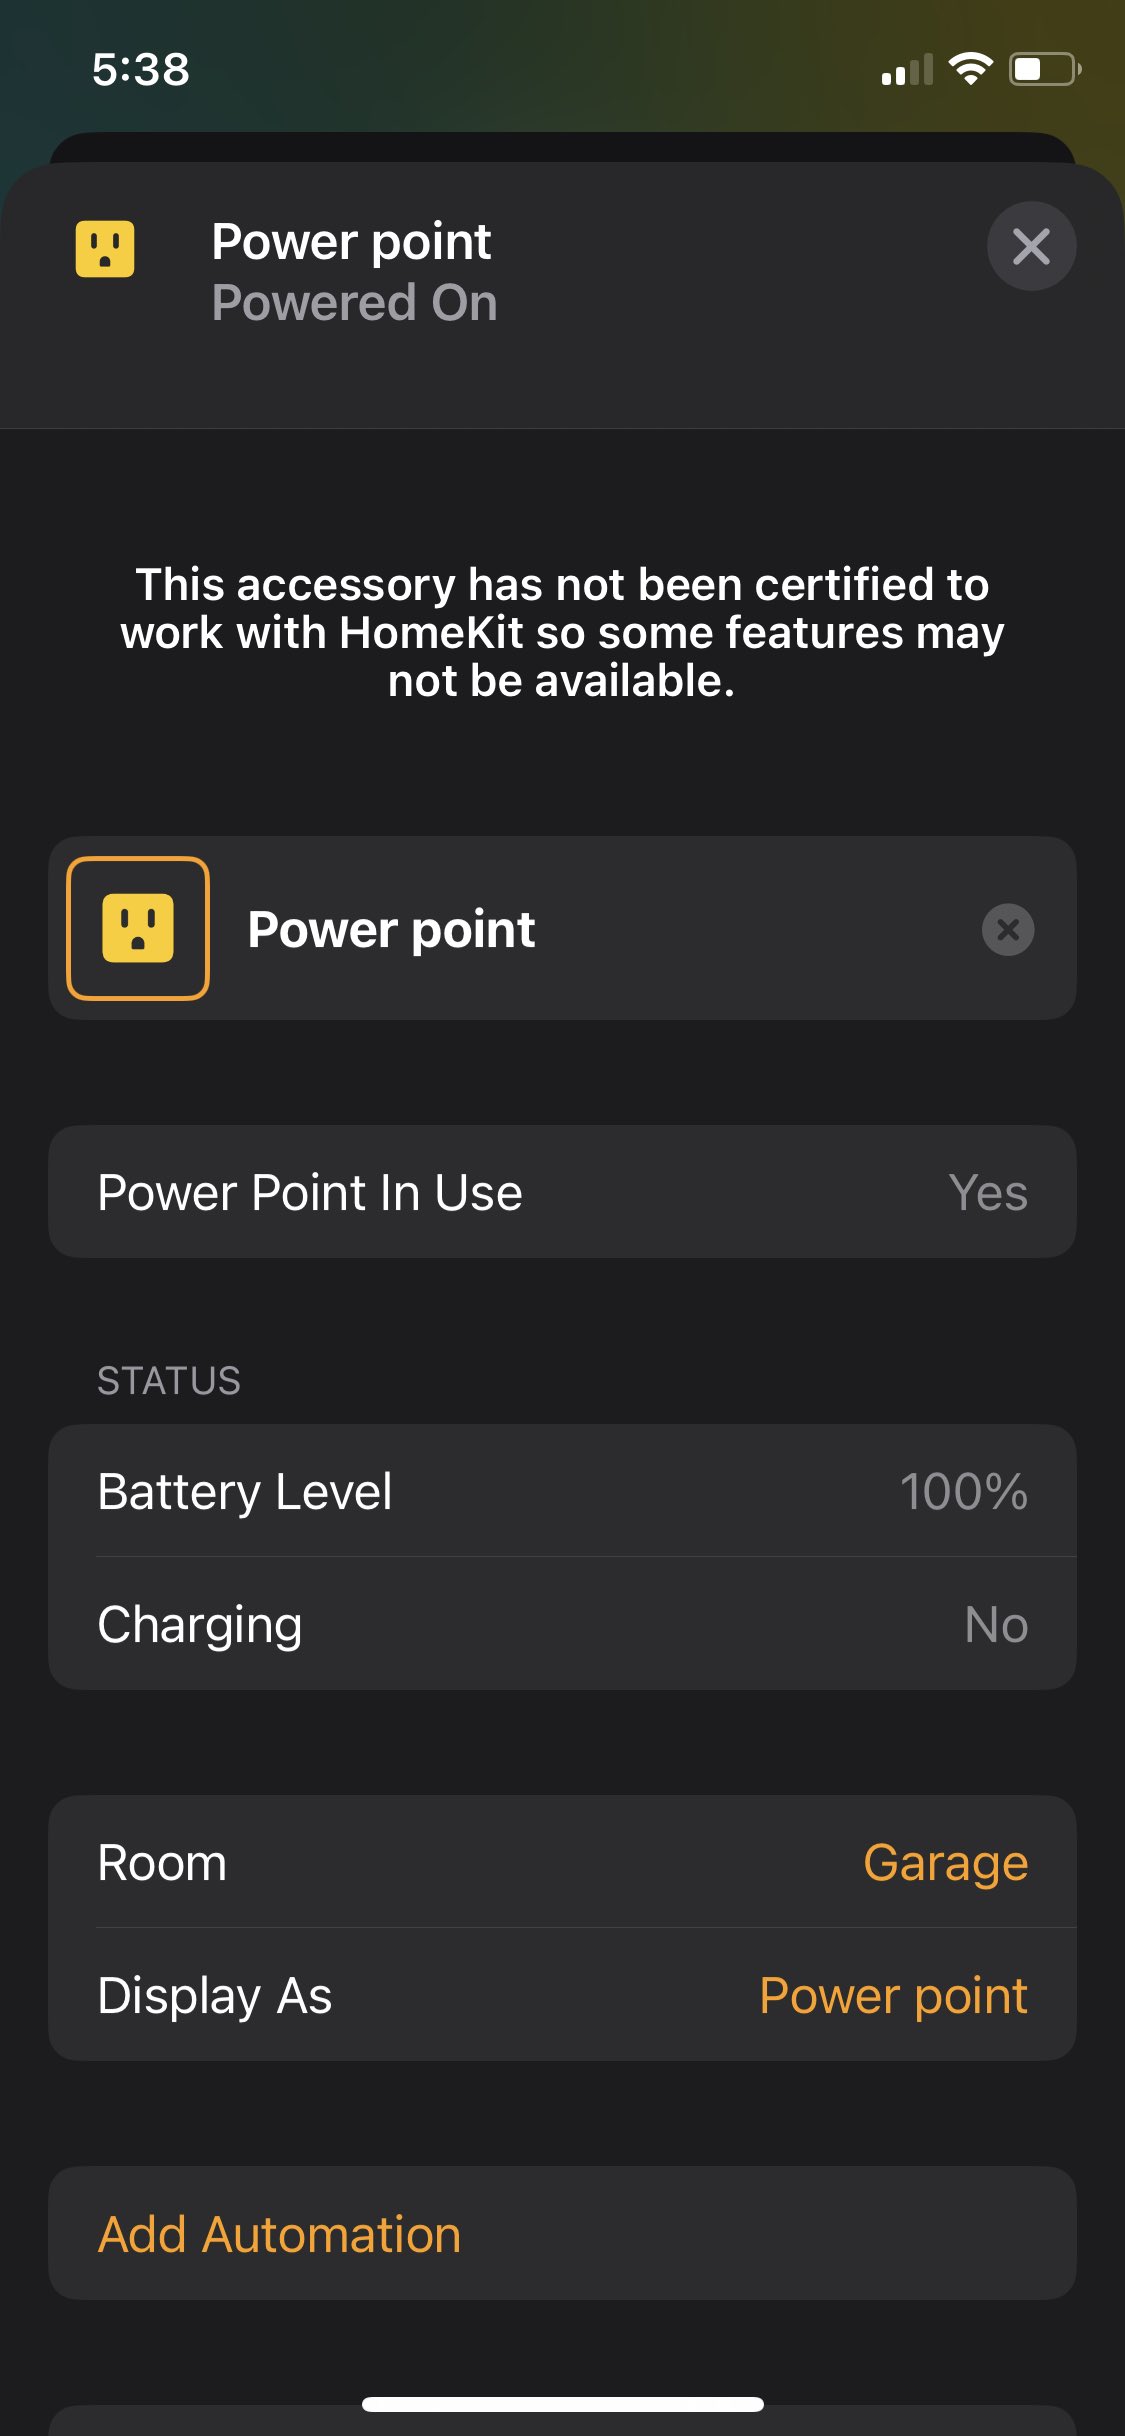 5:38
Power point
Powered On
This accessory has not been certified to
work with HomeKit so some features may
not be available.
Power point
Power Point In Use Yes
STATUS
Battery Level 100%
Charging No
Room Garage
Display As Power point
Add Automation